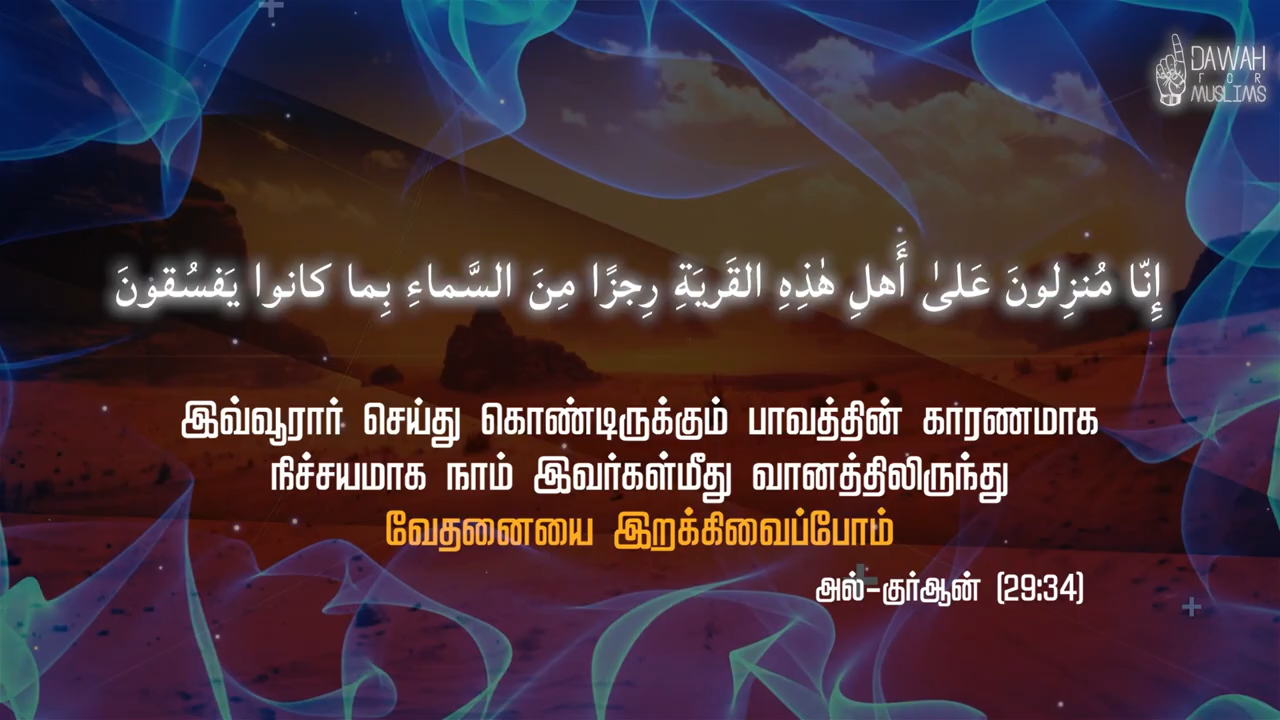 DAWAH
FOR
MUSLIMS
إِنّا مُنزِلونَ عَلىٰ أَهلِ هٰذِهِ القَريَةِ رِجزًا مِنَ السَّماءِ بِما كانوا يَفسُقونَ
இவ்வூரார் செய்து கொண்டிருக்கும் பாவத்தின் காரணமாக
நிச்சயமாக நாம் இவர்கள்மீது வானத்திலிருந்து
வேதனையை இறக்கிவைப்போம்
அல்-குர்ஆன் (29:34)